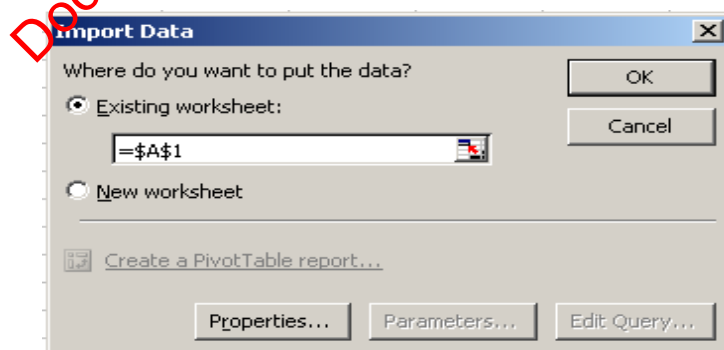 Import Data
Where do you want to put the data?
OK
Existing worksheet:
Cancel
=$A$1
New worksheet
Create a PivotTable report...
Properties... Parameters... Edit Query...